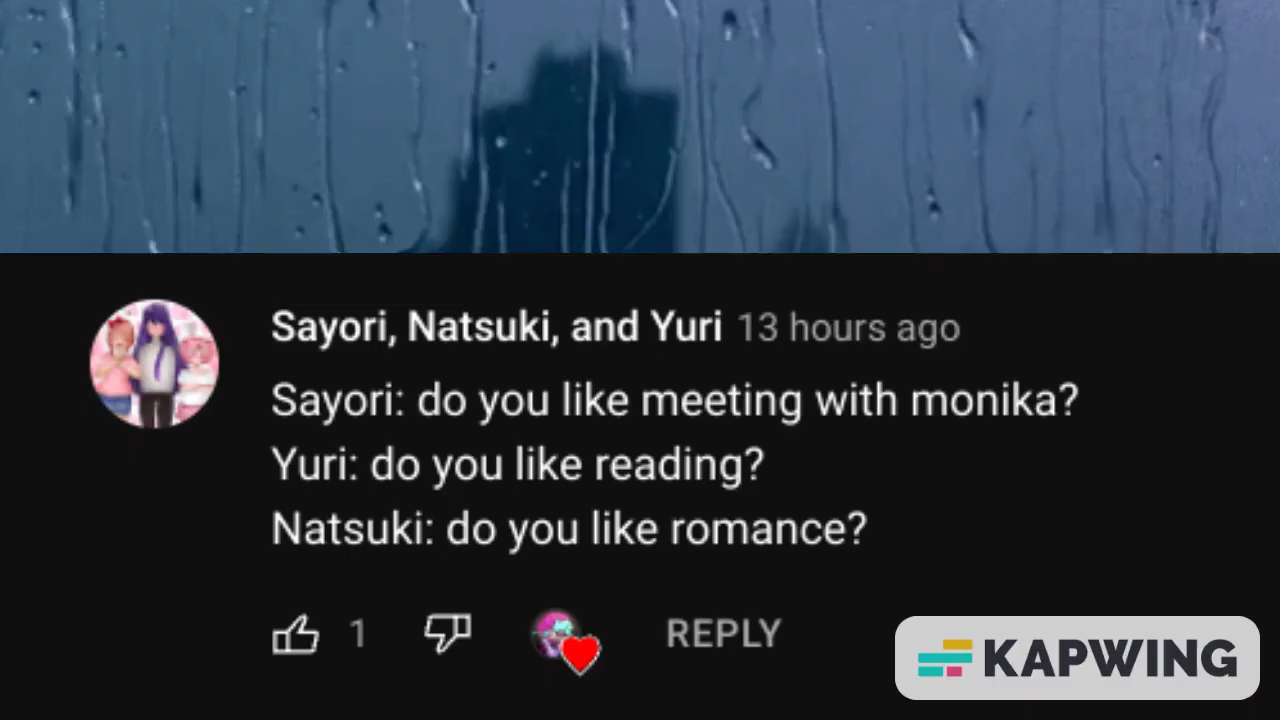 Sayori, Natsuki, and Yuri 13 hours ago
Sayori: do you like meeting with monika?
Yuri: do you like reading?
Natsuki: do you like romance?
1 REPLY
KAPWING